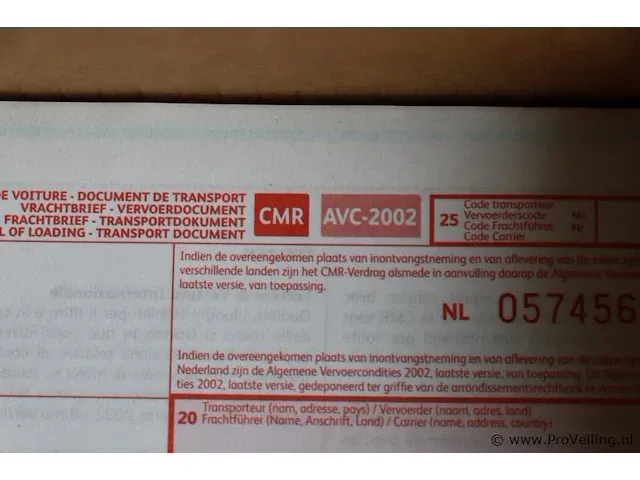 DE VOITURE - DOCUMENT DE TRANSPORT
VRACHTBRIEF - VERVOERDOCUMENT
FRACHTBRIEF - TRANSPORTDOKUMENT
L OF LOADING - TRANSPORT DOCUMENT
CMR
AVC-2002
25
Code transporteur
Vervoerderscode No
Code Frachtführer Nr
Code Carrier
Indien de overeengekomen plaats van inontvangstneming en van aflevering van de zaken
verschillende landen zijn het CMR-Verdrag alsmede in aanvulling daarop de Algemene
laatste versie, van toepassing.
NL 057456
Indien de overeengekomen plaats van inontvangstneming en van aflevering van de
Nederland zijn de Algemene Vervoercondities 2002, laatste versie, van toepassing. De
ties 2002, laatste versie, gedeponeerd ter griffie van de arrondissementsrechtbank te
20 Transporteur (nom, adresse, pays) / Vervoerder (naam, adres, land)
Frachtführer (Name, Anschrift, Land) / Carrier (name, address, country)
© www.ProVeiling.nl